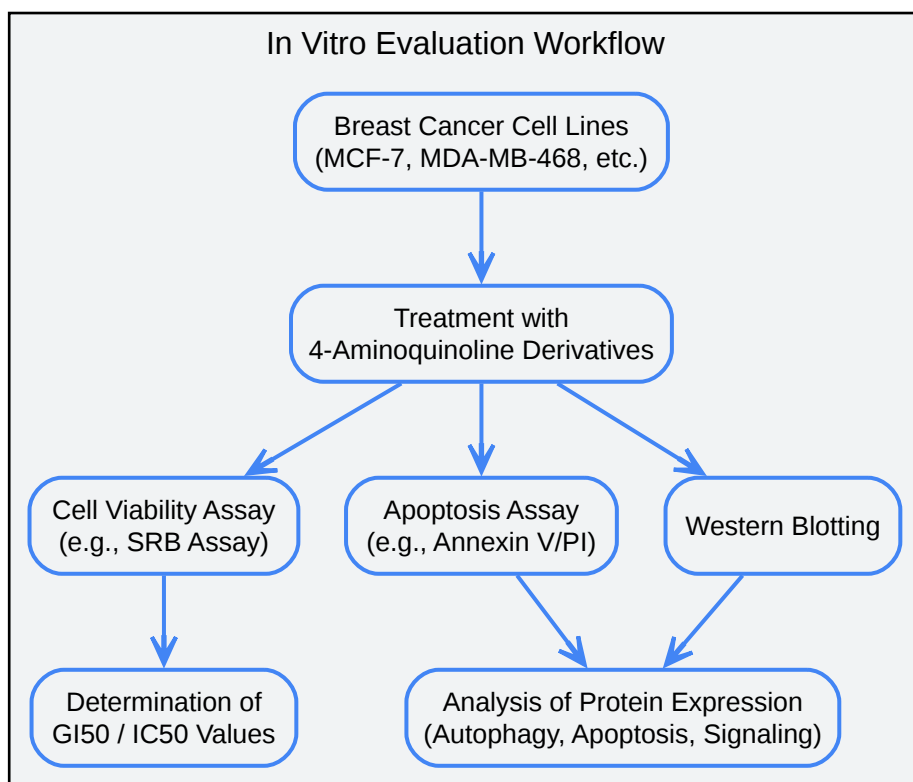 In Vitro Evaluation Workflow
Breast Cancer Cell Lines
(MCF-7, MDA-MB-468, etc.)
Treatment with
4-Aminoquinoline Derivatives
Cell Viability Assay
(e.g., SRB Assay)
Apoptosis Assay
(e.g., Annexin V/PI)
Western Blotting
Determination of
GI50 / IC50 Values
Analysis of Protein Expression
(Autophagy, Apoptosis, Signaling)